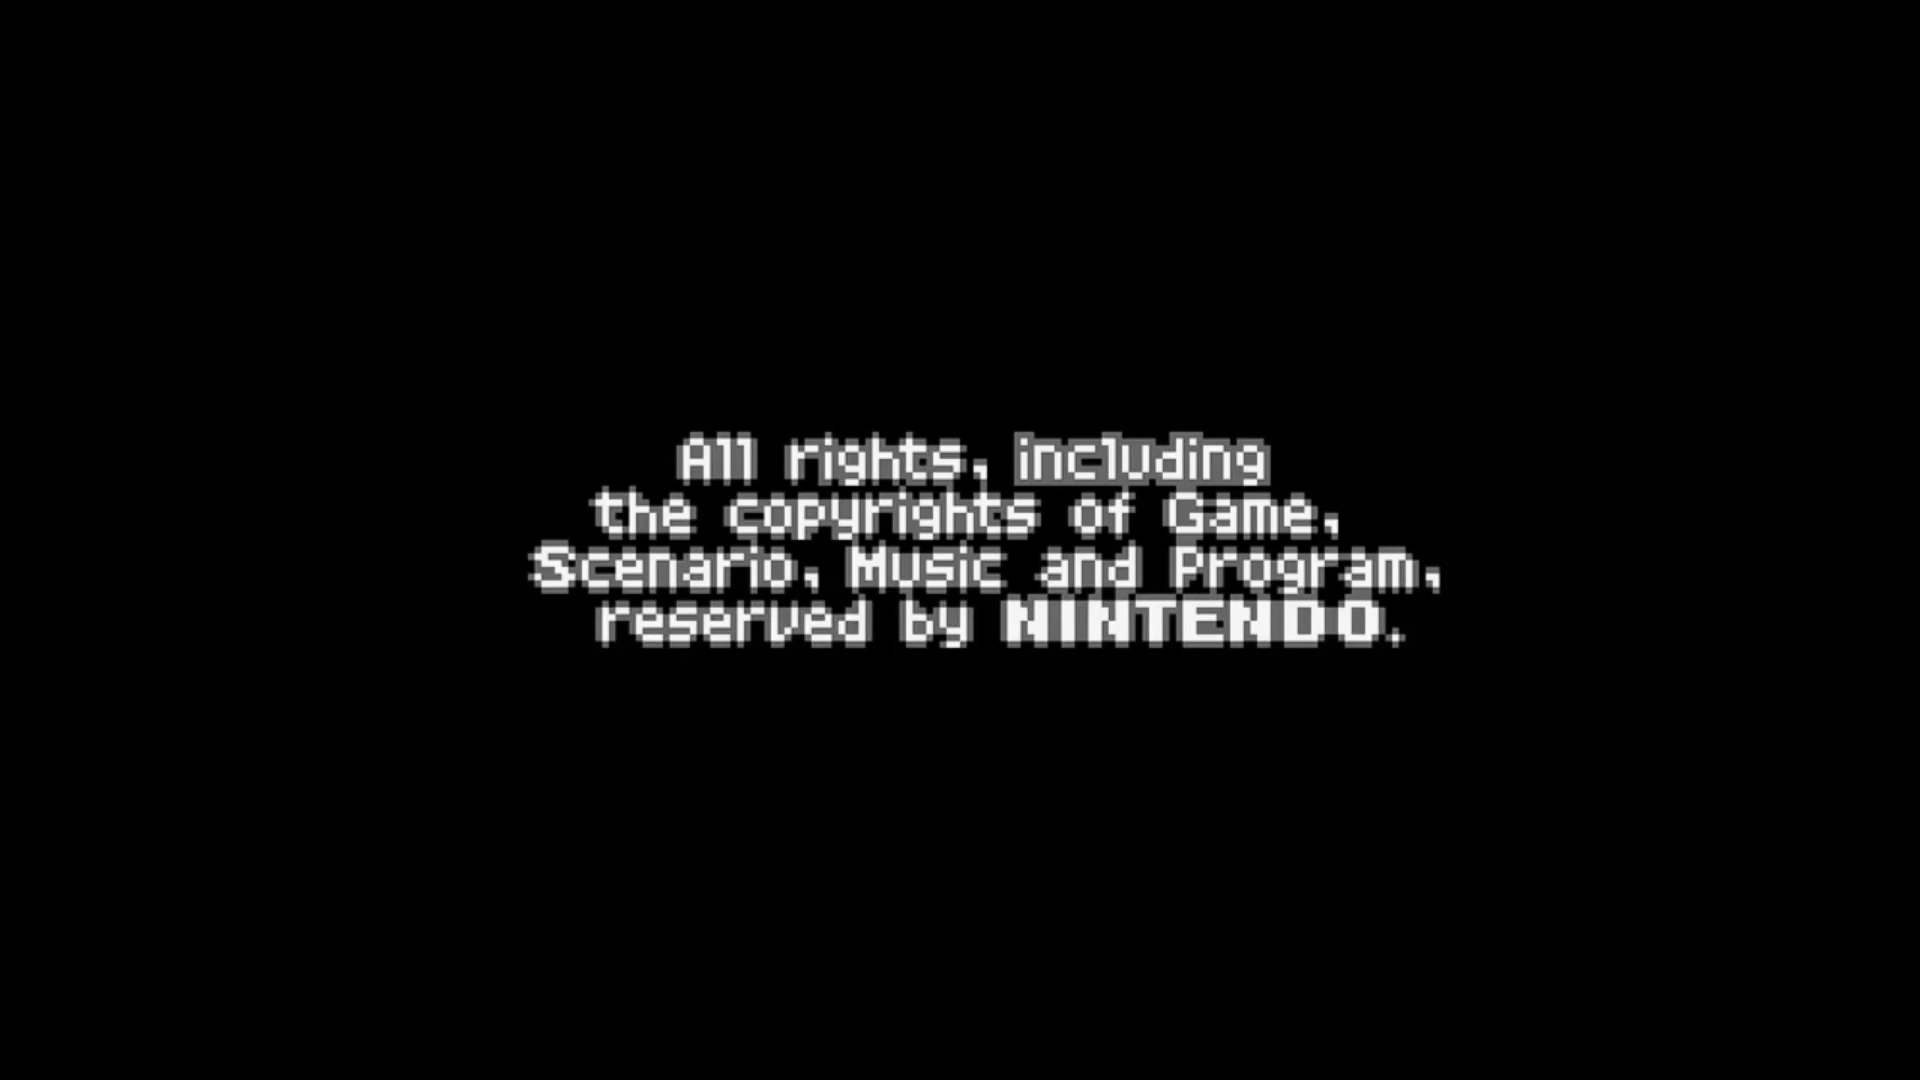 All rights, including
the copyrights of Game,
Scenario, Music and Program,
reserved by NINTENDO.